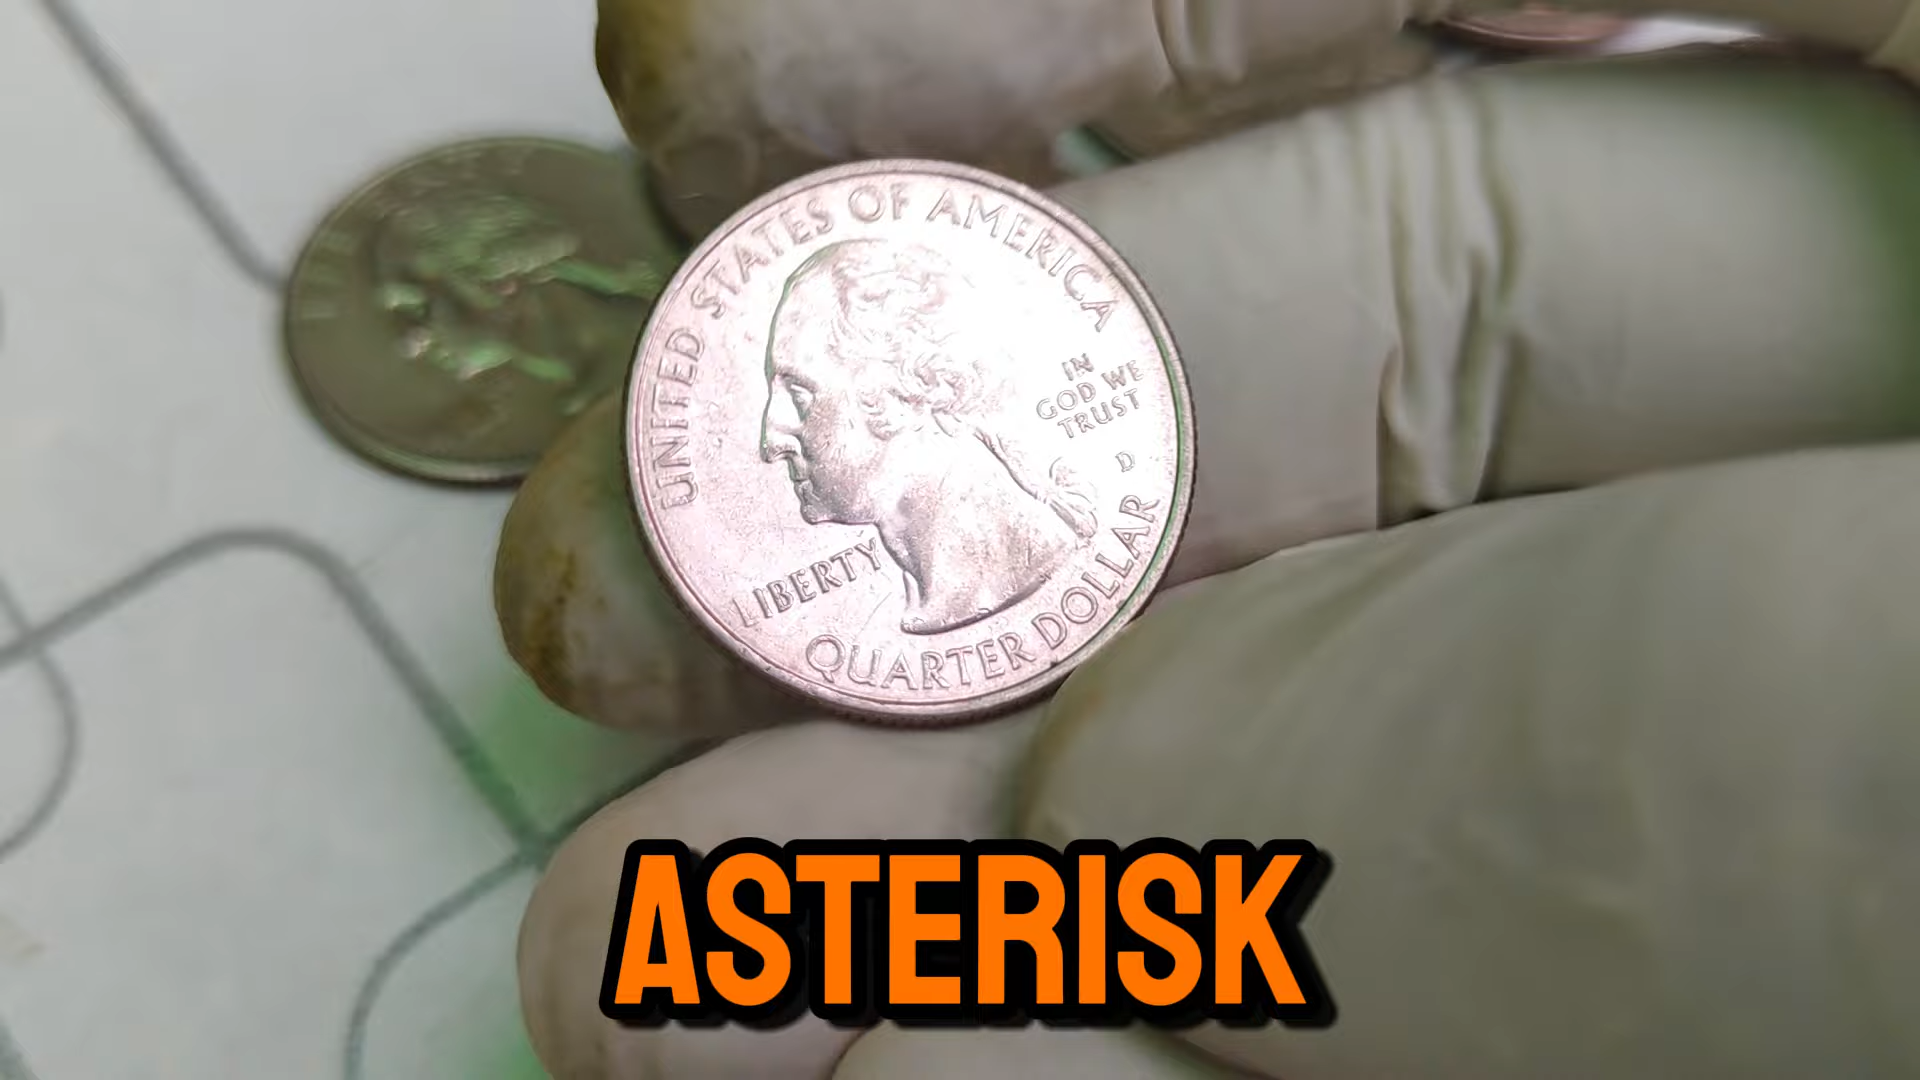 UNITED STATES OF AMERICA
IN
GOD WE
TRUST
D
LIBERTY
QUARTER DOLLAR
ASTERISK